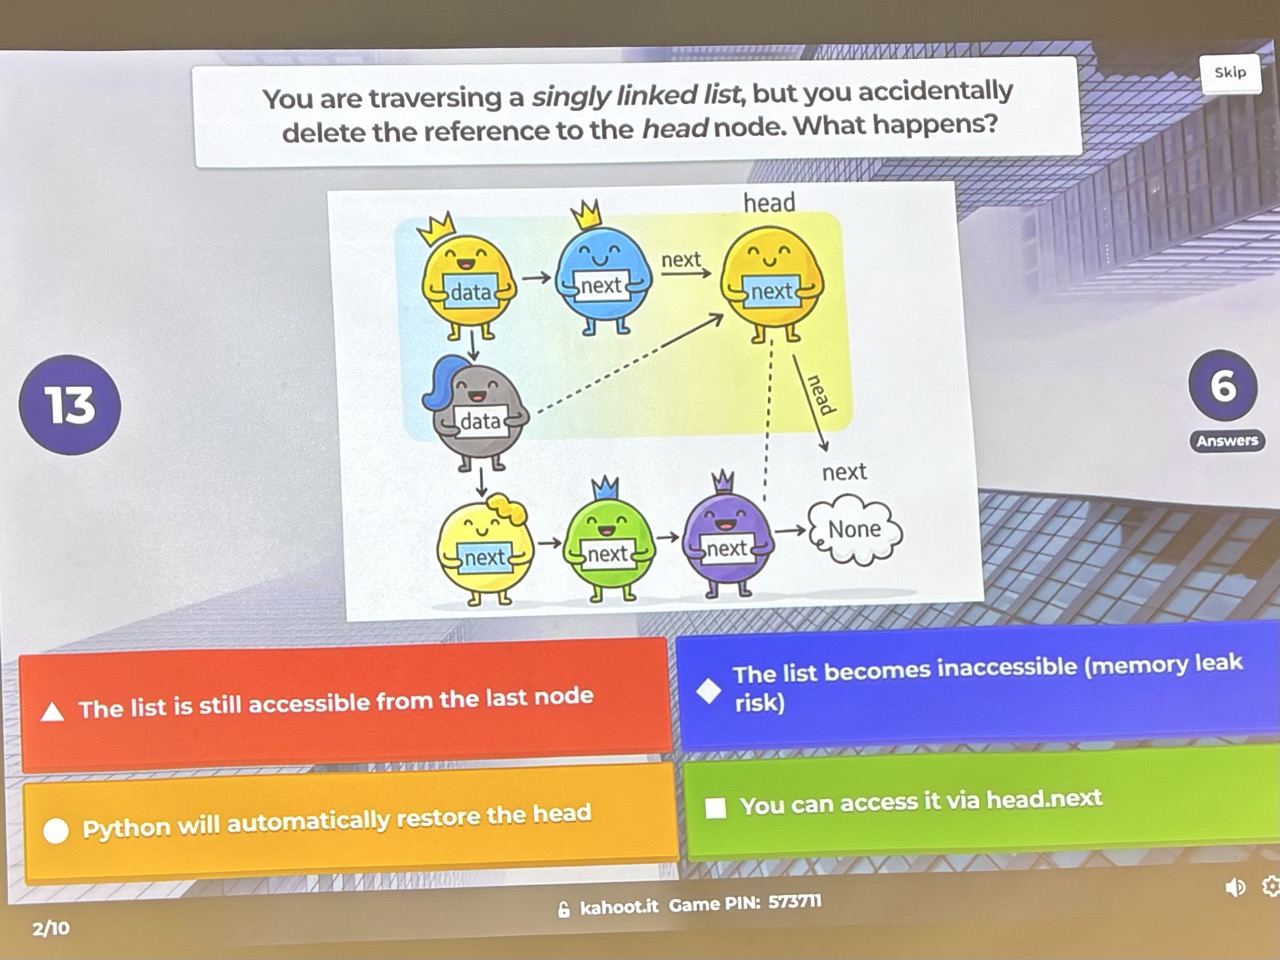 Skip
You are traversing a singly linked list, but you accidentally
delete the reference to the head node. What happens?
head
data
next
next
next
data
nead
next
next
next
next
None
13
6
Answers
The list is still accessible from the last node
The list becomes inaccessible (memory leak
risk)
Python will automatically restore the head
You can access it via head.next
2/10
kahoot.it Game PIN: 573711